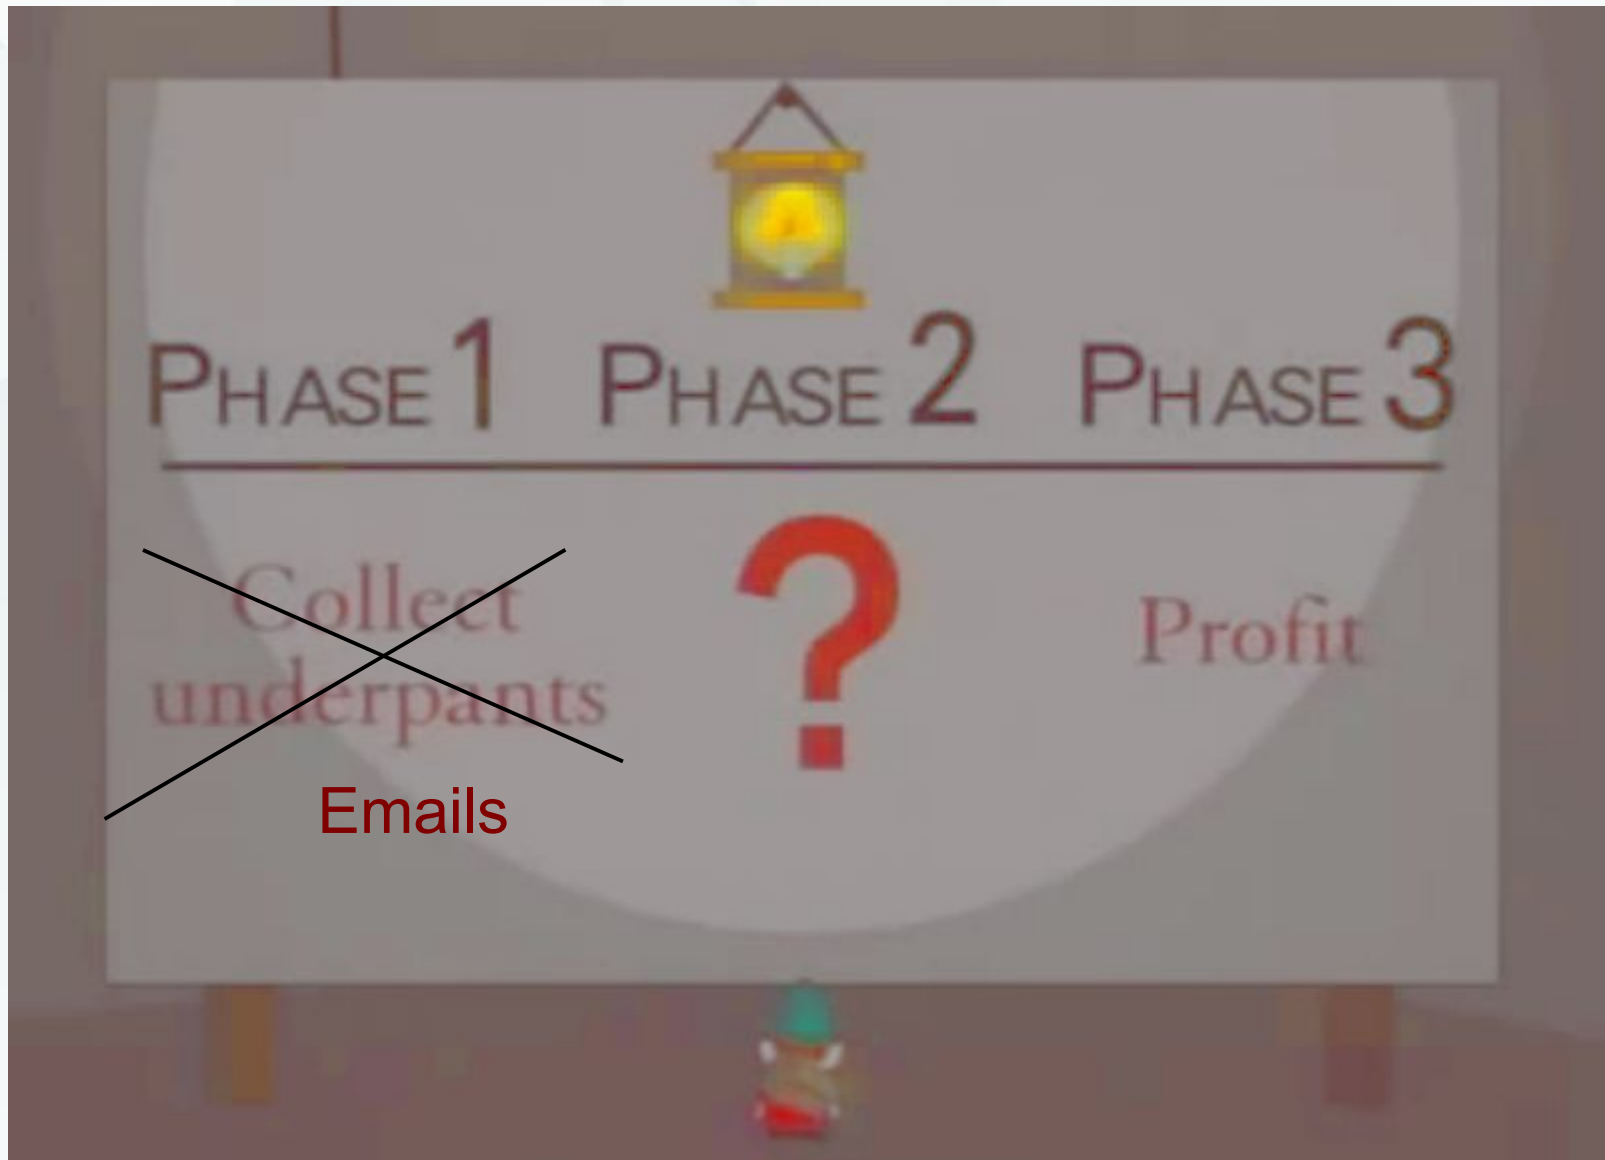 PHASE 1 PHASE 2 PHASE 3
Collect
underpants
?
Profit
Emails